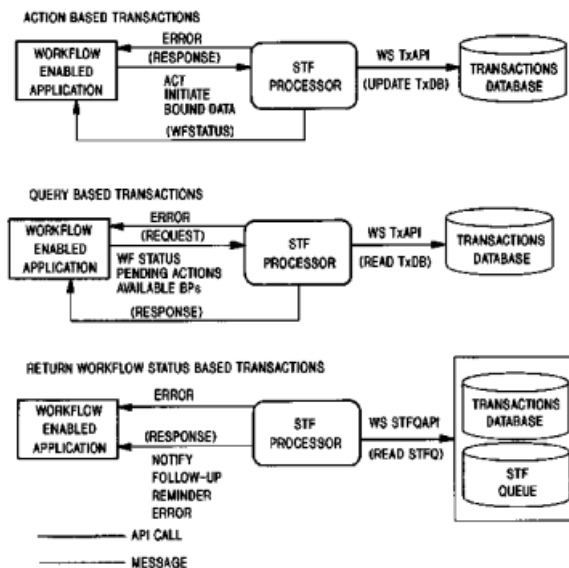 ACTION BASED TRANSACTIONS
WORKFLOW
ENABLED
APPLICATION
ERROR
(RESPONSE)
ACT
INITIATE
BOUND DATA
(WFSTATUS)
STF
PROCESSOR
WS TxAPI
(UPDATE TxDB)
TRANSACTIONS
DATABASE
QUERY BASED TRANSACTIONS
WORKFLOW
ENABLED
APPLICATION
ERROR
(REQUEST)
WF STATUS
PENDING ACTIONS
AVAILABLE BPs
(RESPONSE)
STF
PROCESSOR
WS TxAPI
(READ TxDB)
TRANSACTIONS
DATABASE
RETURN WORKFLOW STATUS BASED TRANSACTIONS
WORKFLOW
ENABLED
APPLICATION
ERROR
(RESPONSE)
NOTIFY
FOLLOW-UP
REMINDER
ERROR
STF
PROCESSOR
WS STFQAPI
(READ STFQ)
TRANSACTIONS
DATABASE
STF
QUEUE
API CALL
MESSAGE